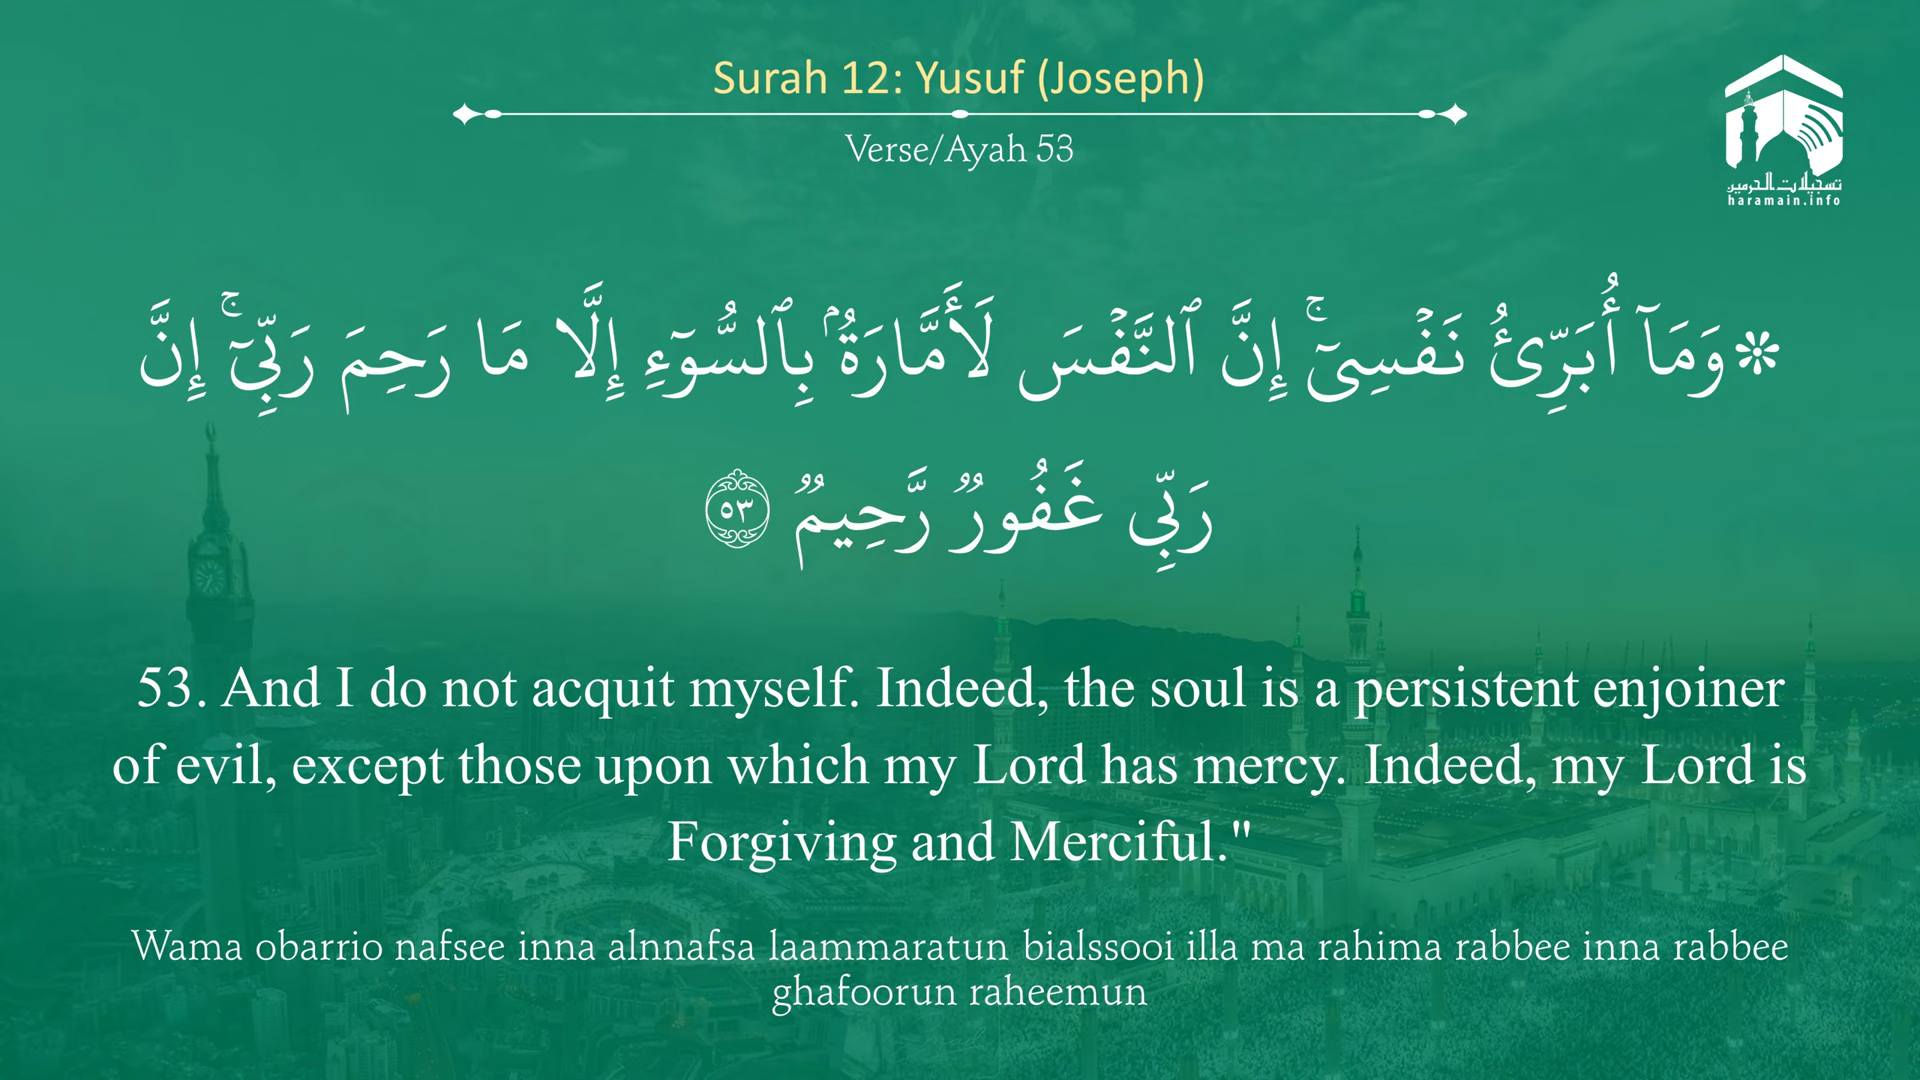 Surah 12: Yusuf (Joseph)
Verse/Ayah 53
تسجيلات الحرمين
haramain.info
۞وَمَآ أُبَرِّئُ نَفۡسِيٓۚ إِنَّ ٱلنَّفۡسَ لَأَمَّارَةُۢ بِٱلسُّوٓءِ إِلَّا مَا رَحِمَ رَبِّيٓۚ إِنَّ
رَبِّي غَفُورٞ رَّحِيمٞ ٥٣
53. And I do not acquit myself. Indeed, the soul is a persistent enjoiner
of evil, except those upon which my Lord has mercy. Indeed, my Lord is
Forgiving and Merciful."
Wama obarrio nafsee inna alnnafsa laammaratun bialssooi illa ma rahima rabbee inna rabbee
ghafoorun raheemun